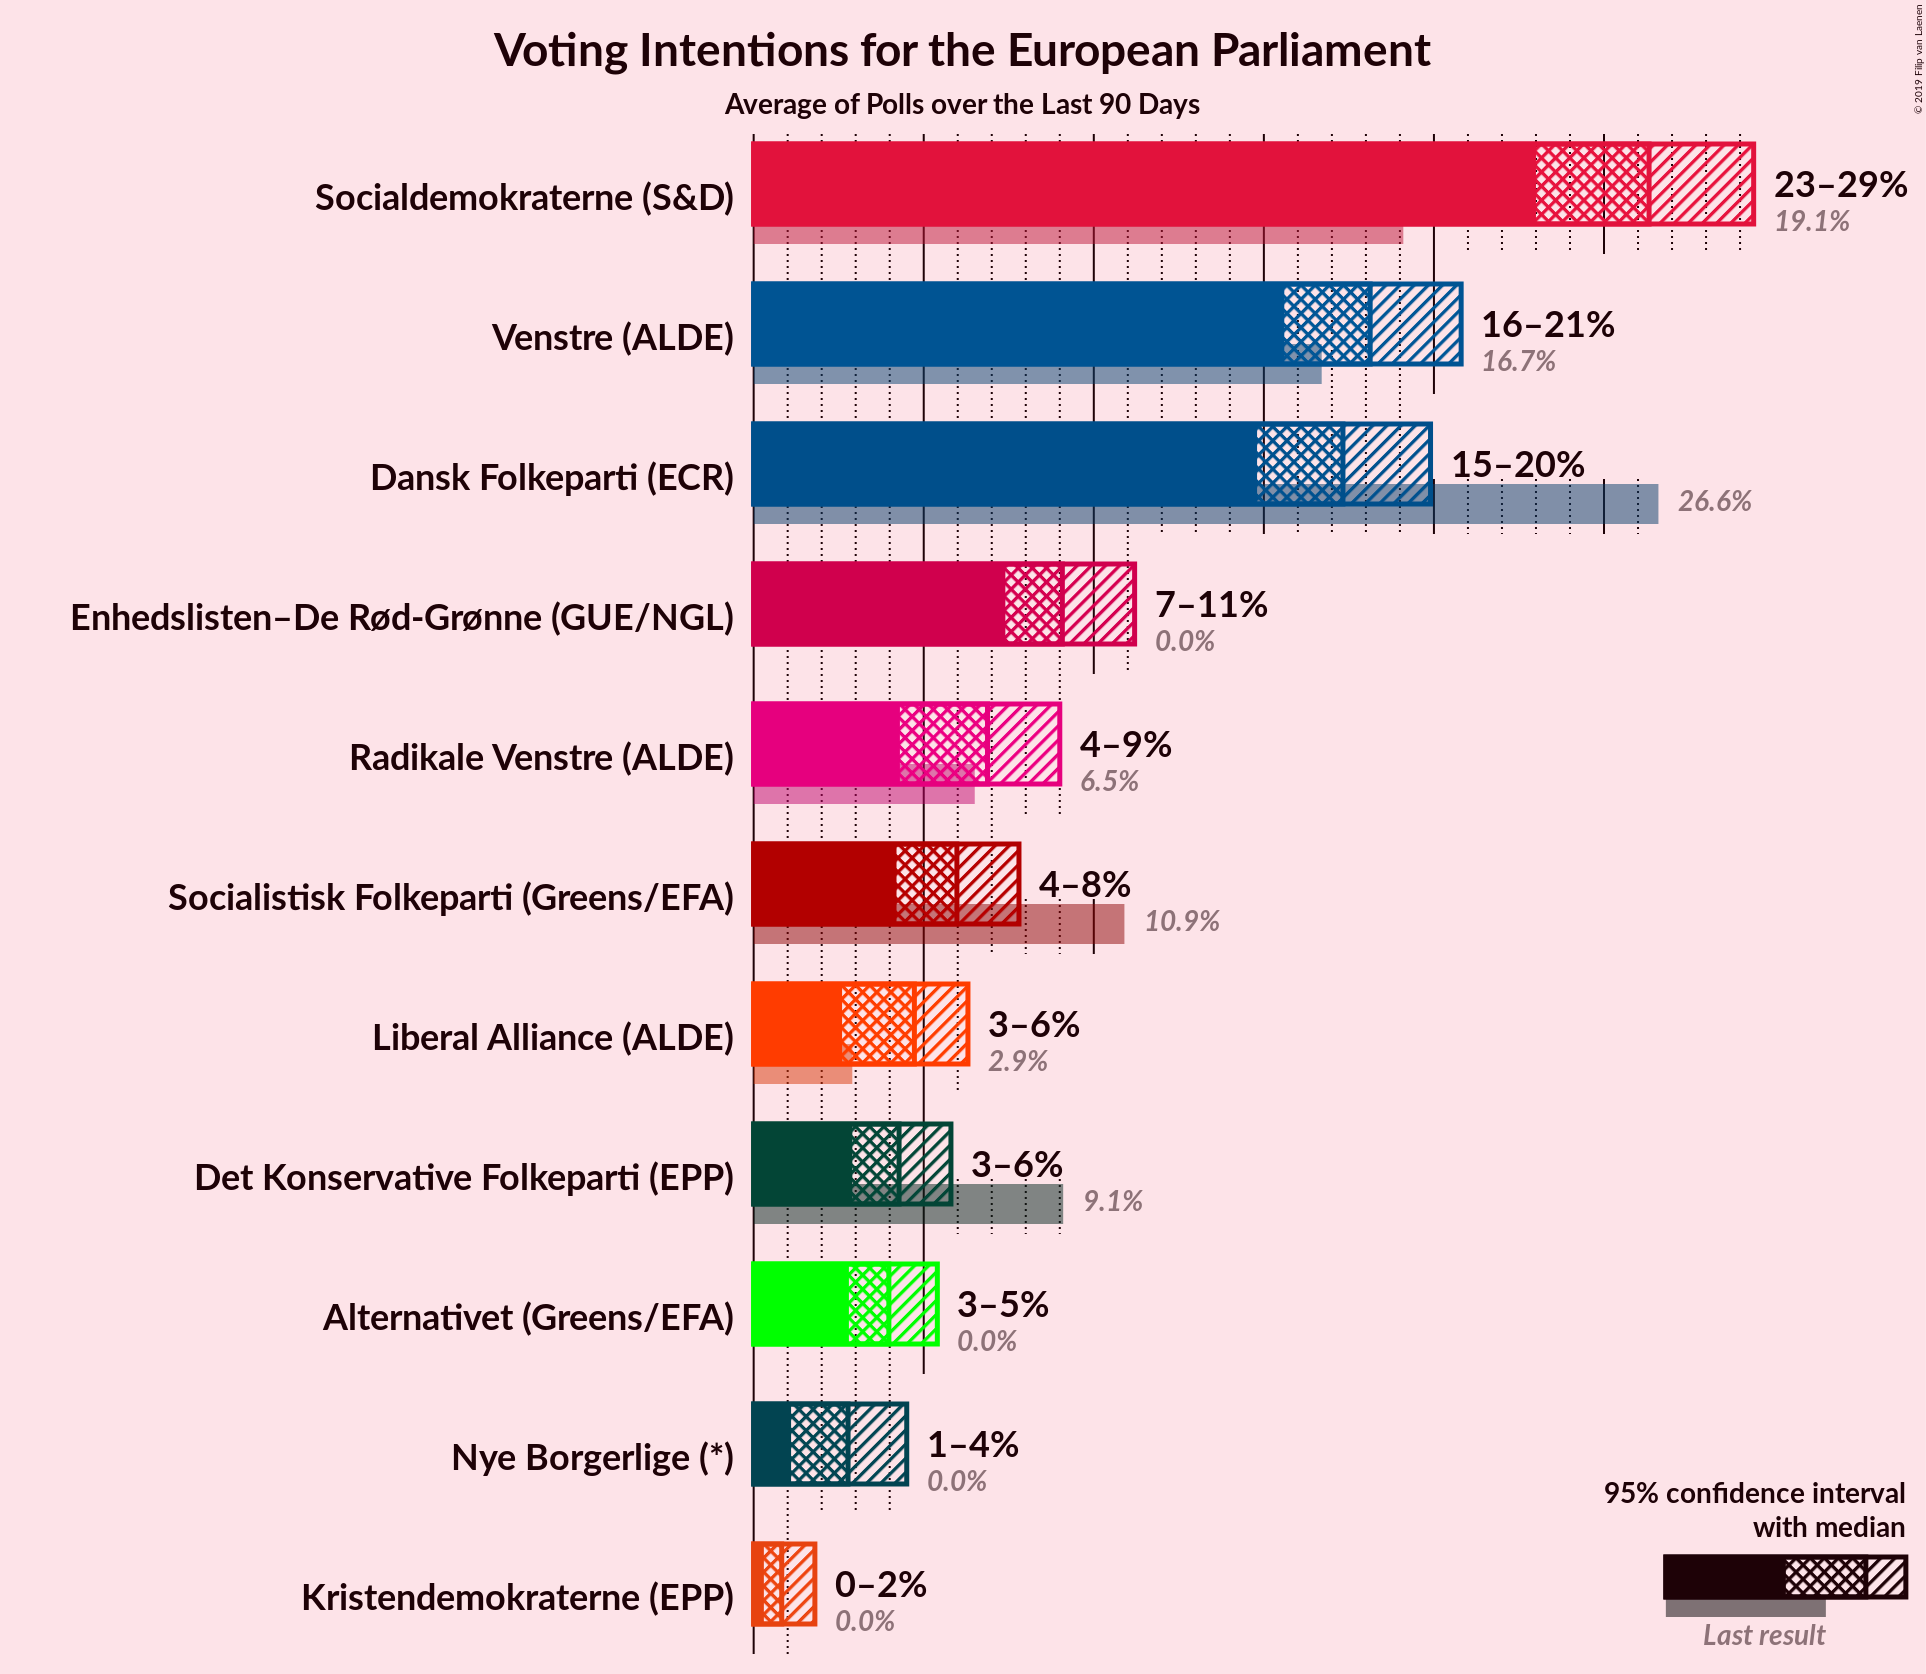 © 2019 Filip van Laenen
Voting Intentions for the European Parliament
Average of Polls over the Last 90 Days
Socialdemokraterne (S&D)
23–29%
19.1%
Venstre (ALDE)
16–21%
16.7%
Dansk Folkeparti (ECR)
15–20%
26.6%
Enhedslisten–De Rød-Grønne (GUE/NGL)
7–11%
0.0%
Radikale Venstre (ALDE)
4–9%
6.5%
Socialistisk Folkeparti (Greens/EFA)
4–8%
10.9%
Liberal Alliance (ALDE)
3–6%
2.9%
Det Konservative Folkeparti (EPP)
3–6%
9.1%
Alternativet (Greens/EFA)
3–5%
0.0%
Nye Borgerlige (*)
1–4%
0.0%
Kristendemokraterne (EPP)
0–2%
0.0%
95% confidence interval
with median
Last result